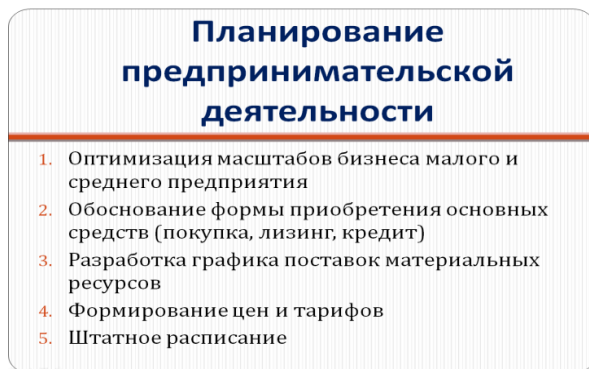 Планирование
предпринимательской
деятельности
1. Оптимизация масштабов бизнеса малого и
среднего предприятия
2. Обоснование формы приобретения основных
средств (покупка, лизинг, кредит)
3. Разработка графика поставок материальных
ресурсов
4. Формирование цен и тарифов
5. Штатное расписание